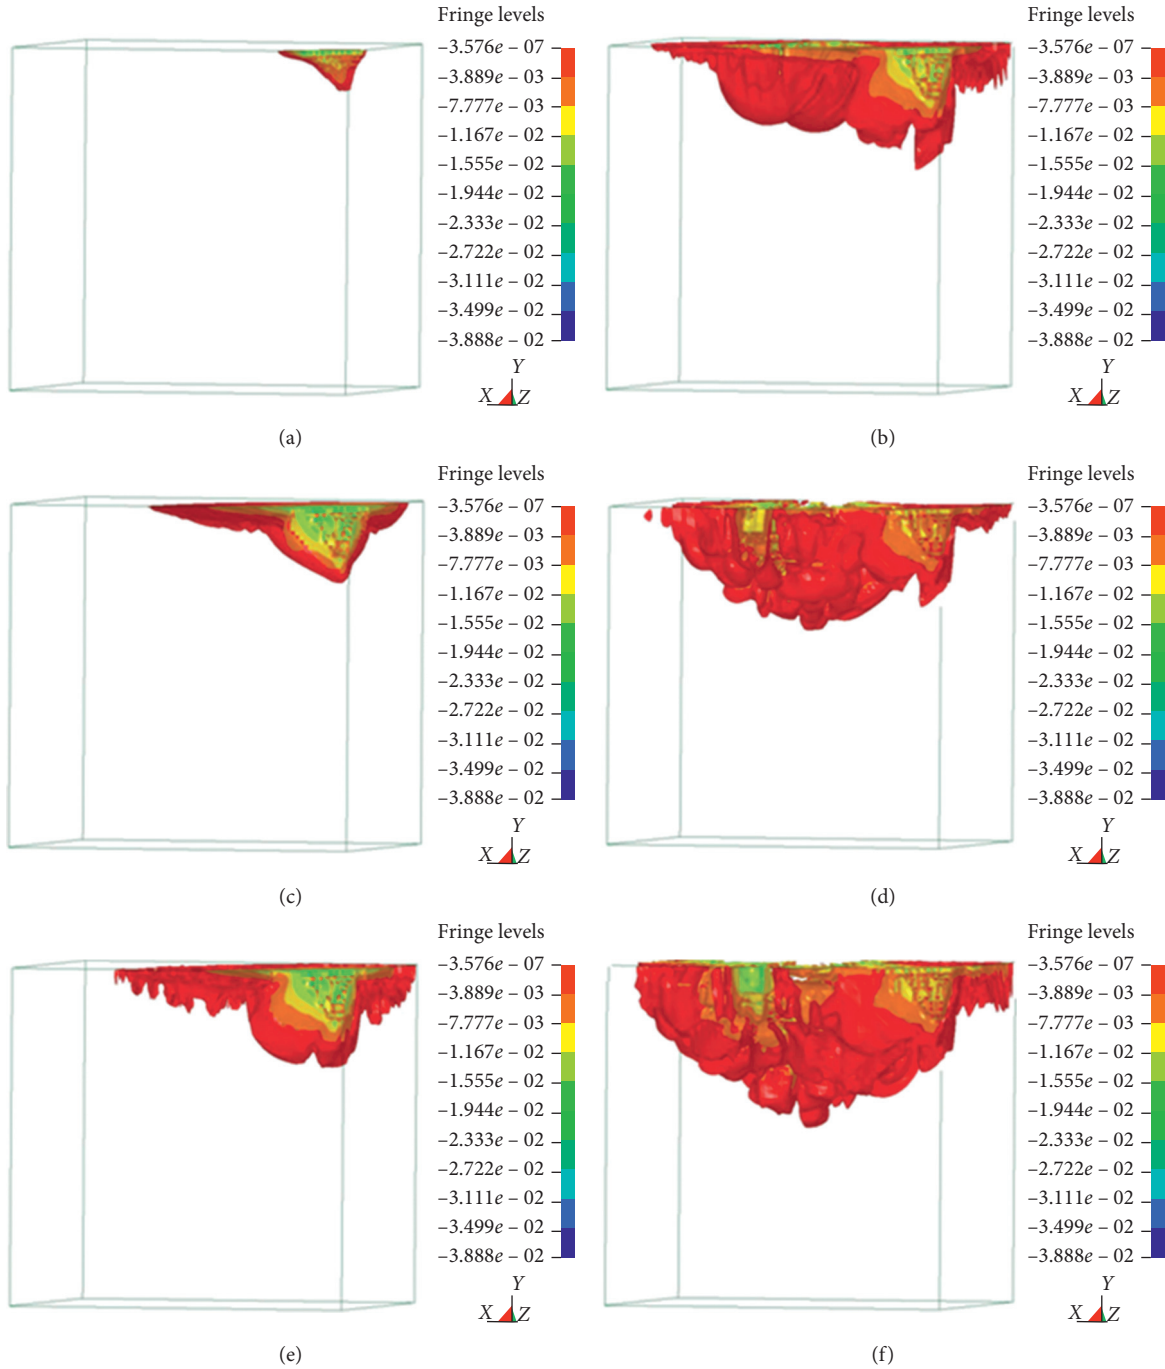 Fringe levels
–3.576e – 07
–3.889e – 03
–7.777e – 03
–1.167e – 02
–1.555e – 02
–1.944e – 02
–2.333e – 02
–2.722e – 02
–3.111e – 02
–3.499e – 02
–3.888e – 02
Y
X Z
(a)
Fringe levels
–3.576e – 07
–3.889e – 03
–7.777e – 03
–1.167e – 02
–1.555e – 02
–1.944e – 02
–2.333e – 02
–2.722e – 02
–3.111e – 02
–3.499e – 02
–3.888e – 02
Y
X Z
(b)
Fringe levels
–3.576e – 07
–3.889e – 03
–7.777e – 03
–1.167e – 02
–1.555e – 02
–1.944e – 02
–2.333e – 02
–2.722e – 02
–3.111e – 02
–3.499e – 02
–3.888e – 02
Y
X Z
(c)
Fringe levels
–3.576e – 07
–3.889e – 03
–7.777e – 03
–1.167e – 02
–1.555e – 02
–1.944e – 02
–2.333e – 02
–2.722e – 02
–3.111e – 02
–3.499e – 02
–3.888e – 02
Y
X Z
(d)
Fringe levels
–3.576e – 07
–3.889e – 03
–7.777e – 03
–1.167e – 02
–1.555e – 02
–1.944e – 02
–2.333e – 02
–2.722e – 02
–3.111e – 02
–3.499e – 02
–3.888e – 02
Y
X Z
(e)
Fringe levels
–3.576e – 07
–3.889e – 03
–7.777e – 03
–1.167e – 02
–1.555e – 02
–1.944e – 02
–2.333e – 02
–2.722e – 02
–3.111e – 02
–3.499e – 02
–3.888e – 02
Y
X Z
(f)